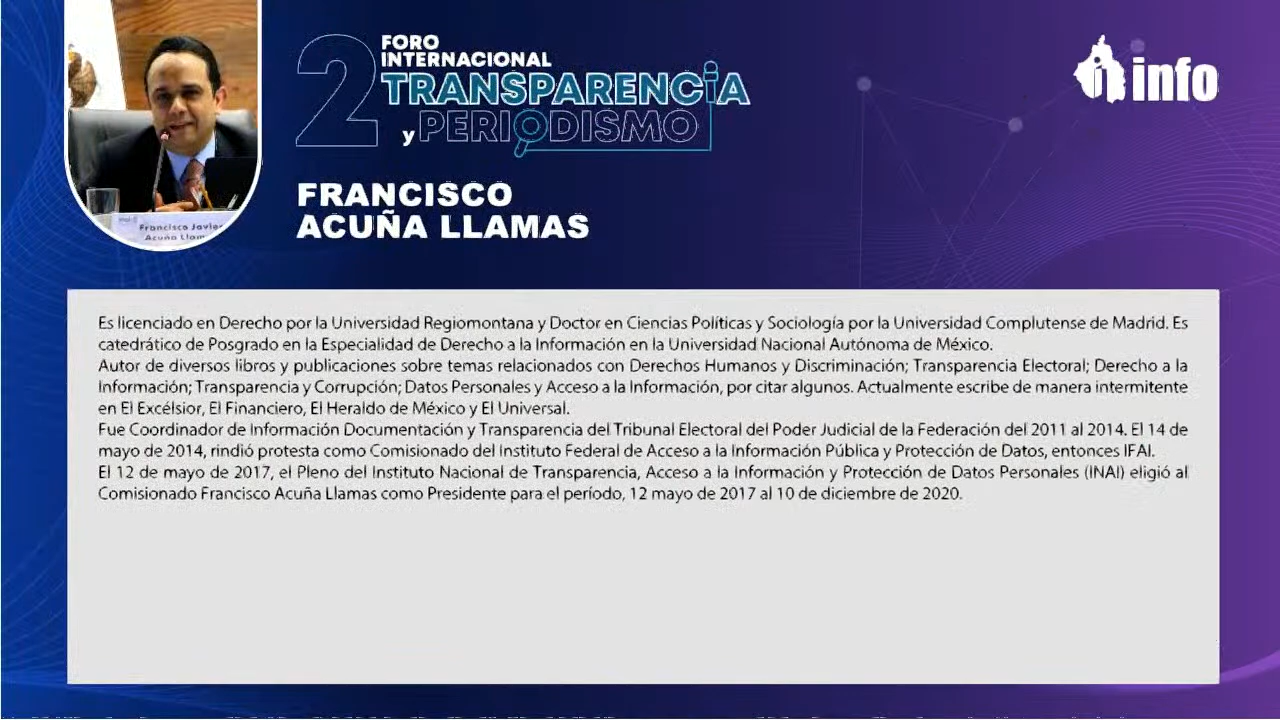 2
FORO
INTERNACIONAL
TRANSPARENCiA
y PERIODISMO
info
FRANCISCO
ACUÑA LLAMAS
Francisco Javier
Acuña Llam
Es licenciado en Derecho por la Universidad Regiomontana y Doctor en Ciencias Políticas y Sociología por la Universidad Complutense de Madrid. Es
catedrático de Posgrado en la Especialidad de Derecho a la Información en la Universidad Nacional Autónoma de México.
Autor de diversos libros y publicaciones sobre temas relacionados con Derechos Humanos y Discriminación; Transparencia Electoral; Derecho a la
Información; Transparencia y Corrupción; Datos Personales y Acceso a la Información, por citar algunos. Actualmente escribe de manera intermitente
en El Excélsior, El Financiero, El Heraldo de México y El Universal.
Fue Coordinador de Información Documentación y Transparencia del Tribunal Electoral del Poder Judicial de la Federación del 2011 al 2014. El 14 de
mayo de 2014, rindió protesta como Comisionado del Instituto Federal de Acceso a la Información Pública y Protección de Datos, entonces IFAI.
El 12 de mayo de 2017, el Pleno del Instituto Nacional de Transparencia, Acceso a la Información y Protección de Datos Personales (INAI) eligió al
Comisionado Francisco Acuña Llamas como Presidente para el período, 12 mayo de 2017 al 10 de diciembre de 2020.